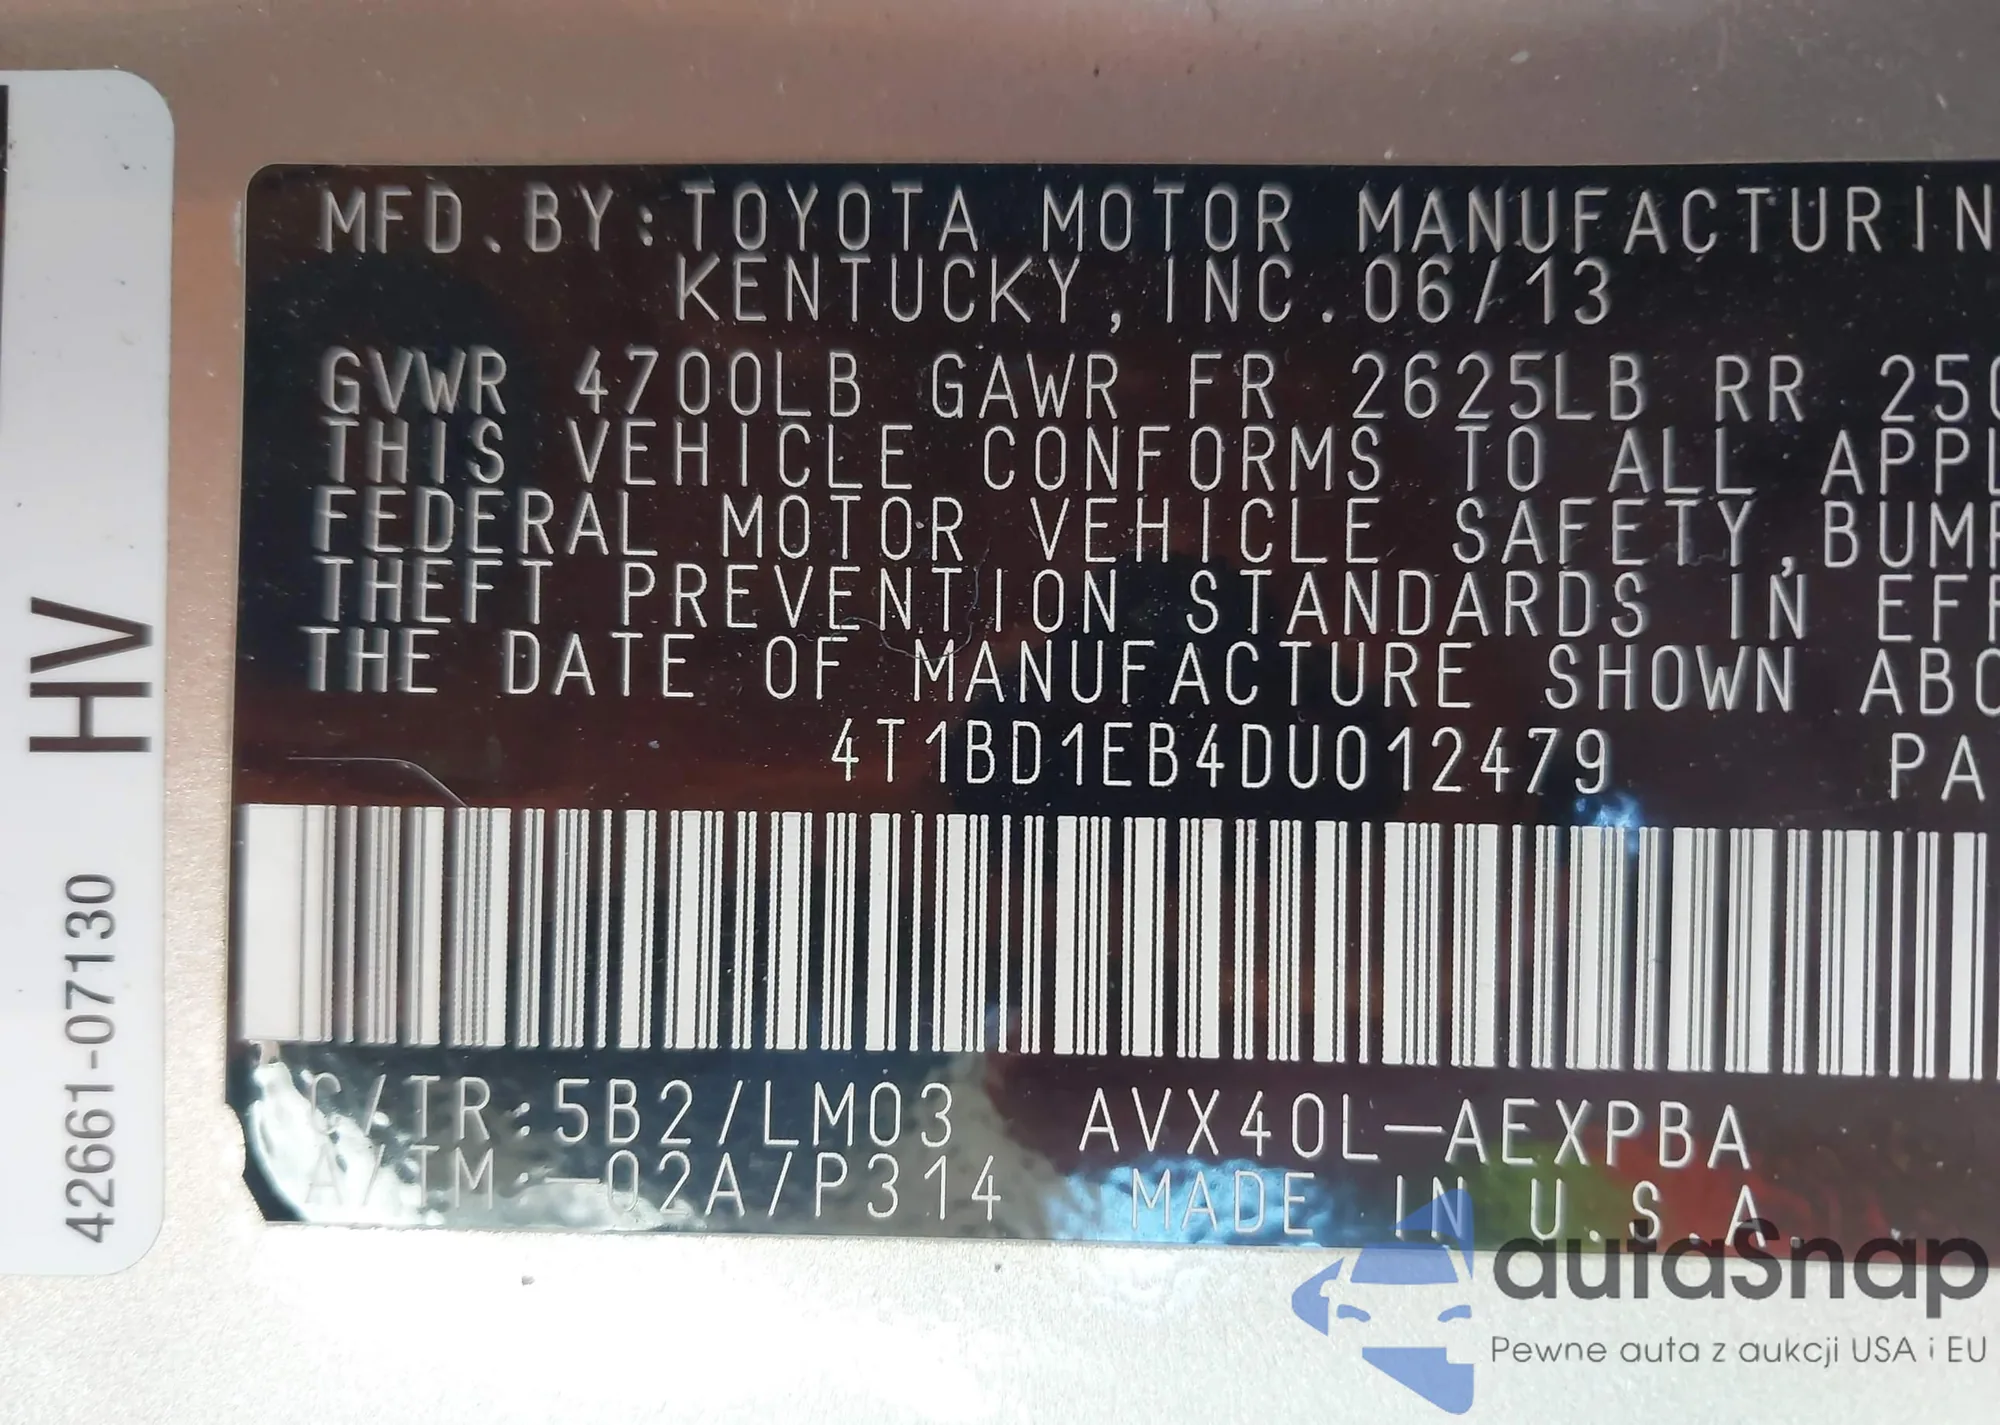 MFD.BY:TOYOTA MOTOR MANUFACTURIN
KENTUCKY, INC.06/13
GVWR 4700LB GAWR FR 2625LB RR 250
THIS VEHICLE CONFORMS TO ALL APPL
FEDERAL MOTOR VEHICLE SAFETY,BUMP
THEFT PREVENTION STANDARDS IN EFF
THE DATE OF MANUFACTURE SHOWN ABO
4T1BD1EB4DU012479 PA
C/TR:5B2/LM03 AVX40L-AEXPBA
A/TM:-02A/P314 MADE IN U.S.A.
HV
42661-07130
autaSnap
Pewne auta z aukcji USA i EU